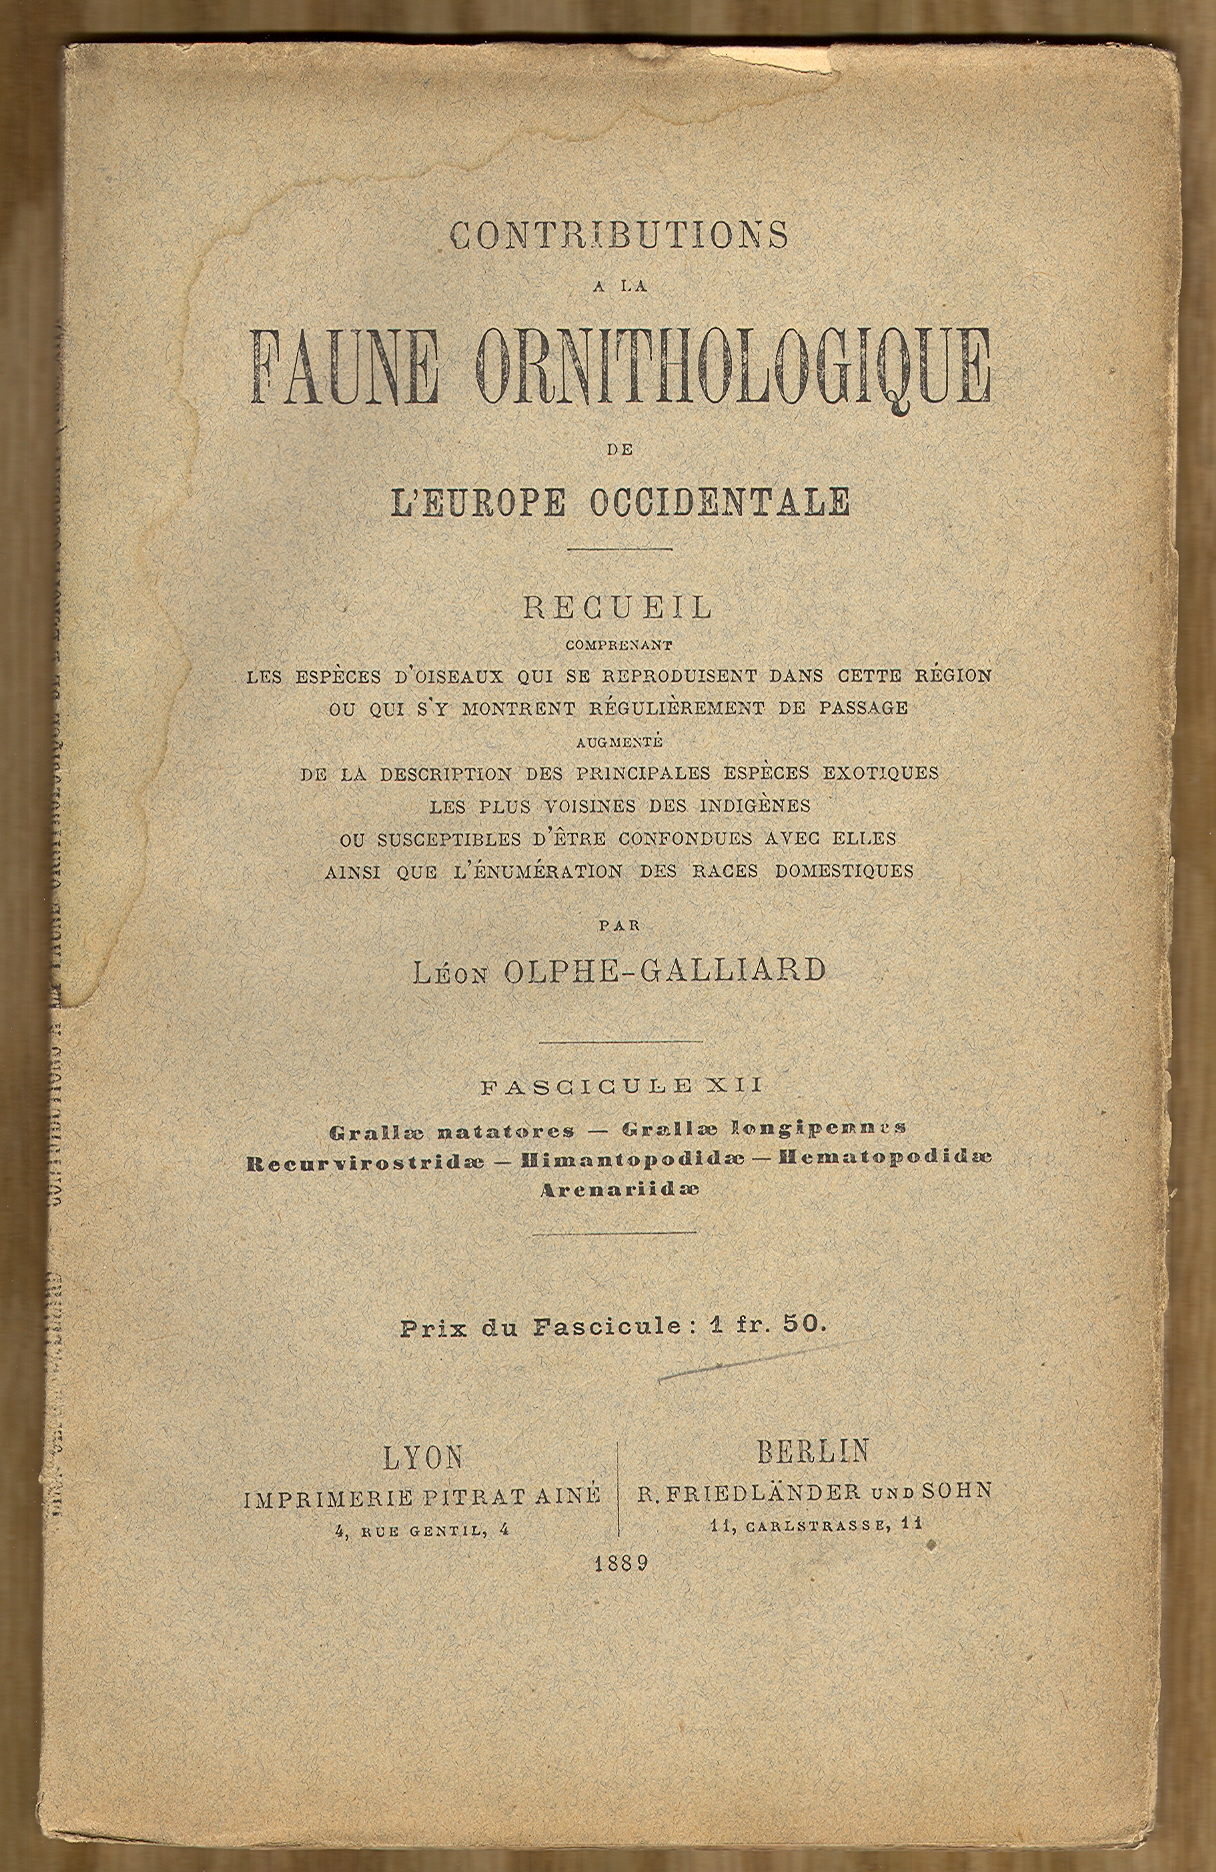 CONTRIBUTIONS
A LA
FAUNE ORNITHOLOGIQUE
DE
L'EUROPE OCCIDENTALE
RECUEIL
COMPRENANT
LES ESPÈCES D'OISEAUX QUI SE REPRODUISENT DANS CETTE RÉGION
OU QUI S'Y MONTRENT RÉGULIÈREMENT DE PASSAGE
AUGMENTÉ
DE LA DESCRIPTION DES PRINCIPALES ESPÈCES EXOTIQUES
LES PLUS VOISINES DES INDIGÈNES
OU SUSCEPTIBLES D'ÊTRE CONFONDUES AVEC ELLES
AINSI QUE L'ÉNUMÉRATION DES RACES DOMESTIQUES
PAR
LÉON OLPHE-GALLIARD
FASCICULE XII
Grallæ natatores — Grallæ longipennes
Recurvirostridæ — Himantopodidæ — Hematopodidæ
Arenariidæ
Prix du Fascicule : 1 fr. 50.
LYON
IMPRIMERIE PITRAT AINÉ
4, RUE GENTIL, 4
BERLIN
R. FRIEDLÄNDER UND SOHN
11, CARLSTRASSE, 11
1889